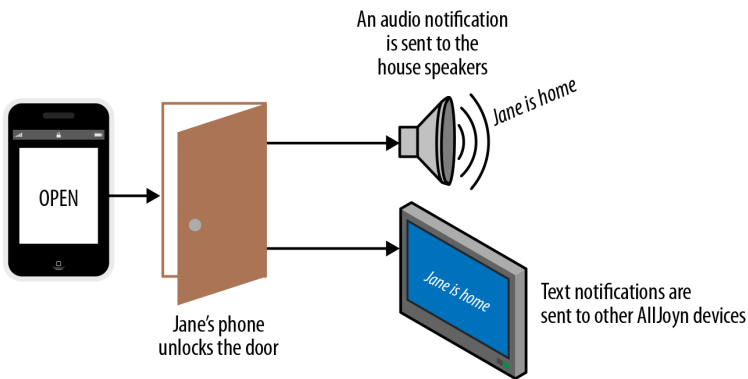 An audio notification
is sent to the
house speakers
Jane is home
OPEN
Jane is home
Jane's phone
unlocks the door
Text notifications are
sent to other AllJoyn devices